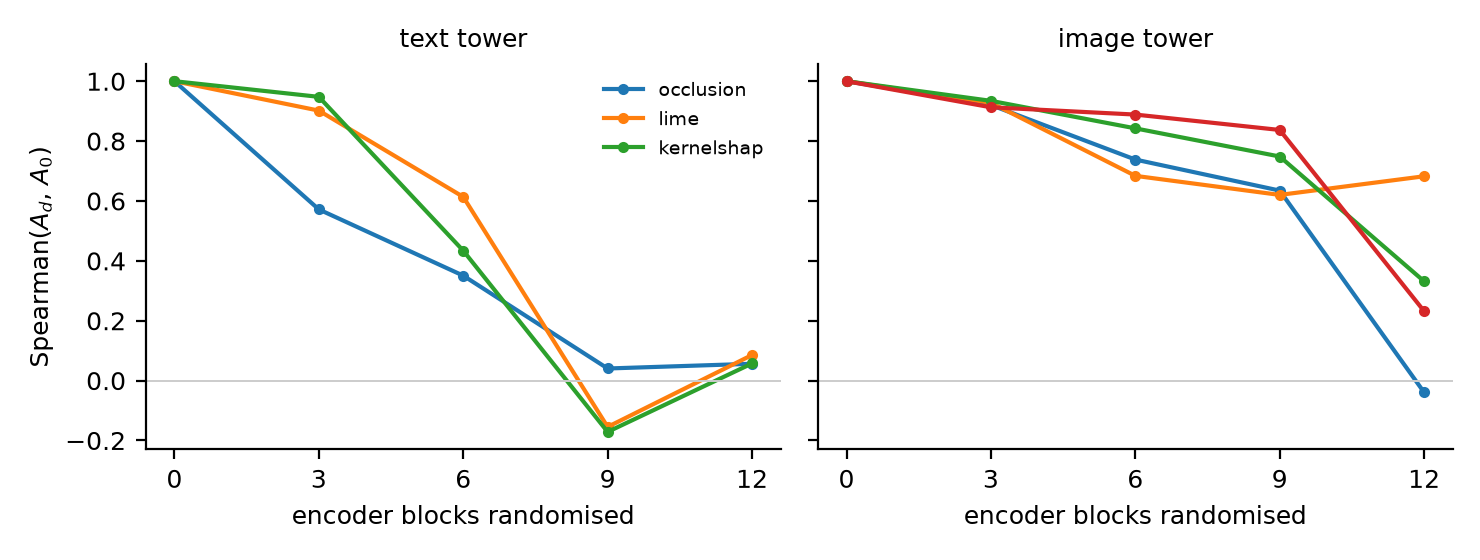 text tower
image tower
Spearman(A_d, A_0)
1.0
0.8
0.6
0.4
0.2
0.0
−0.2
occlusion
lime
kernelshap
0 3 6 9 12
0 3 6 9 12
encoder blocks randomised
encoder blocks randomised